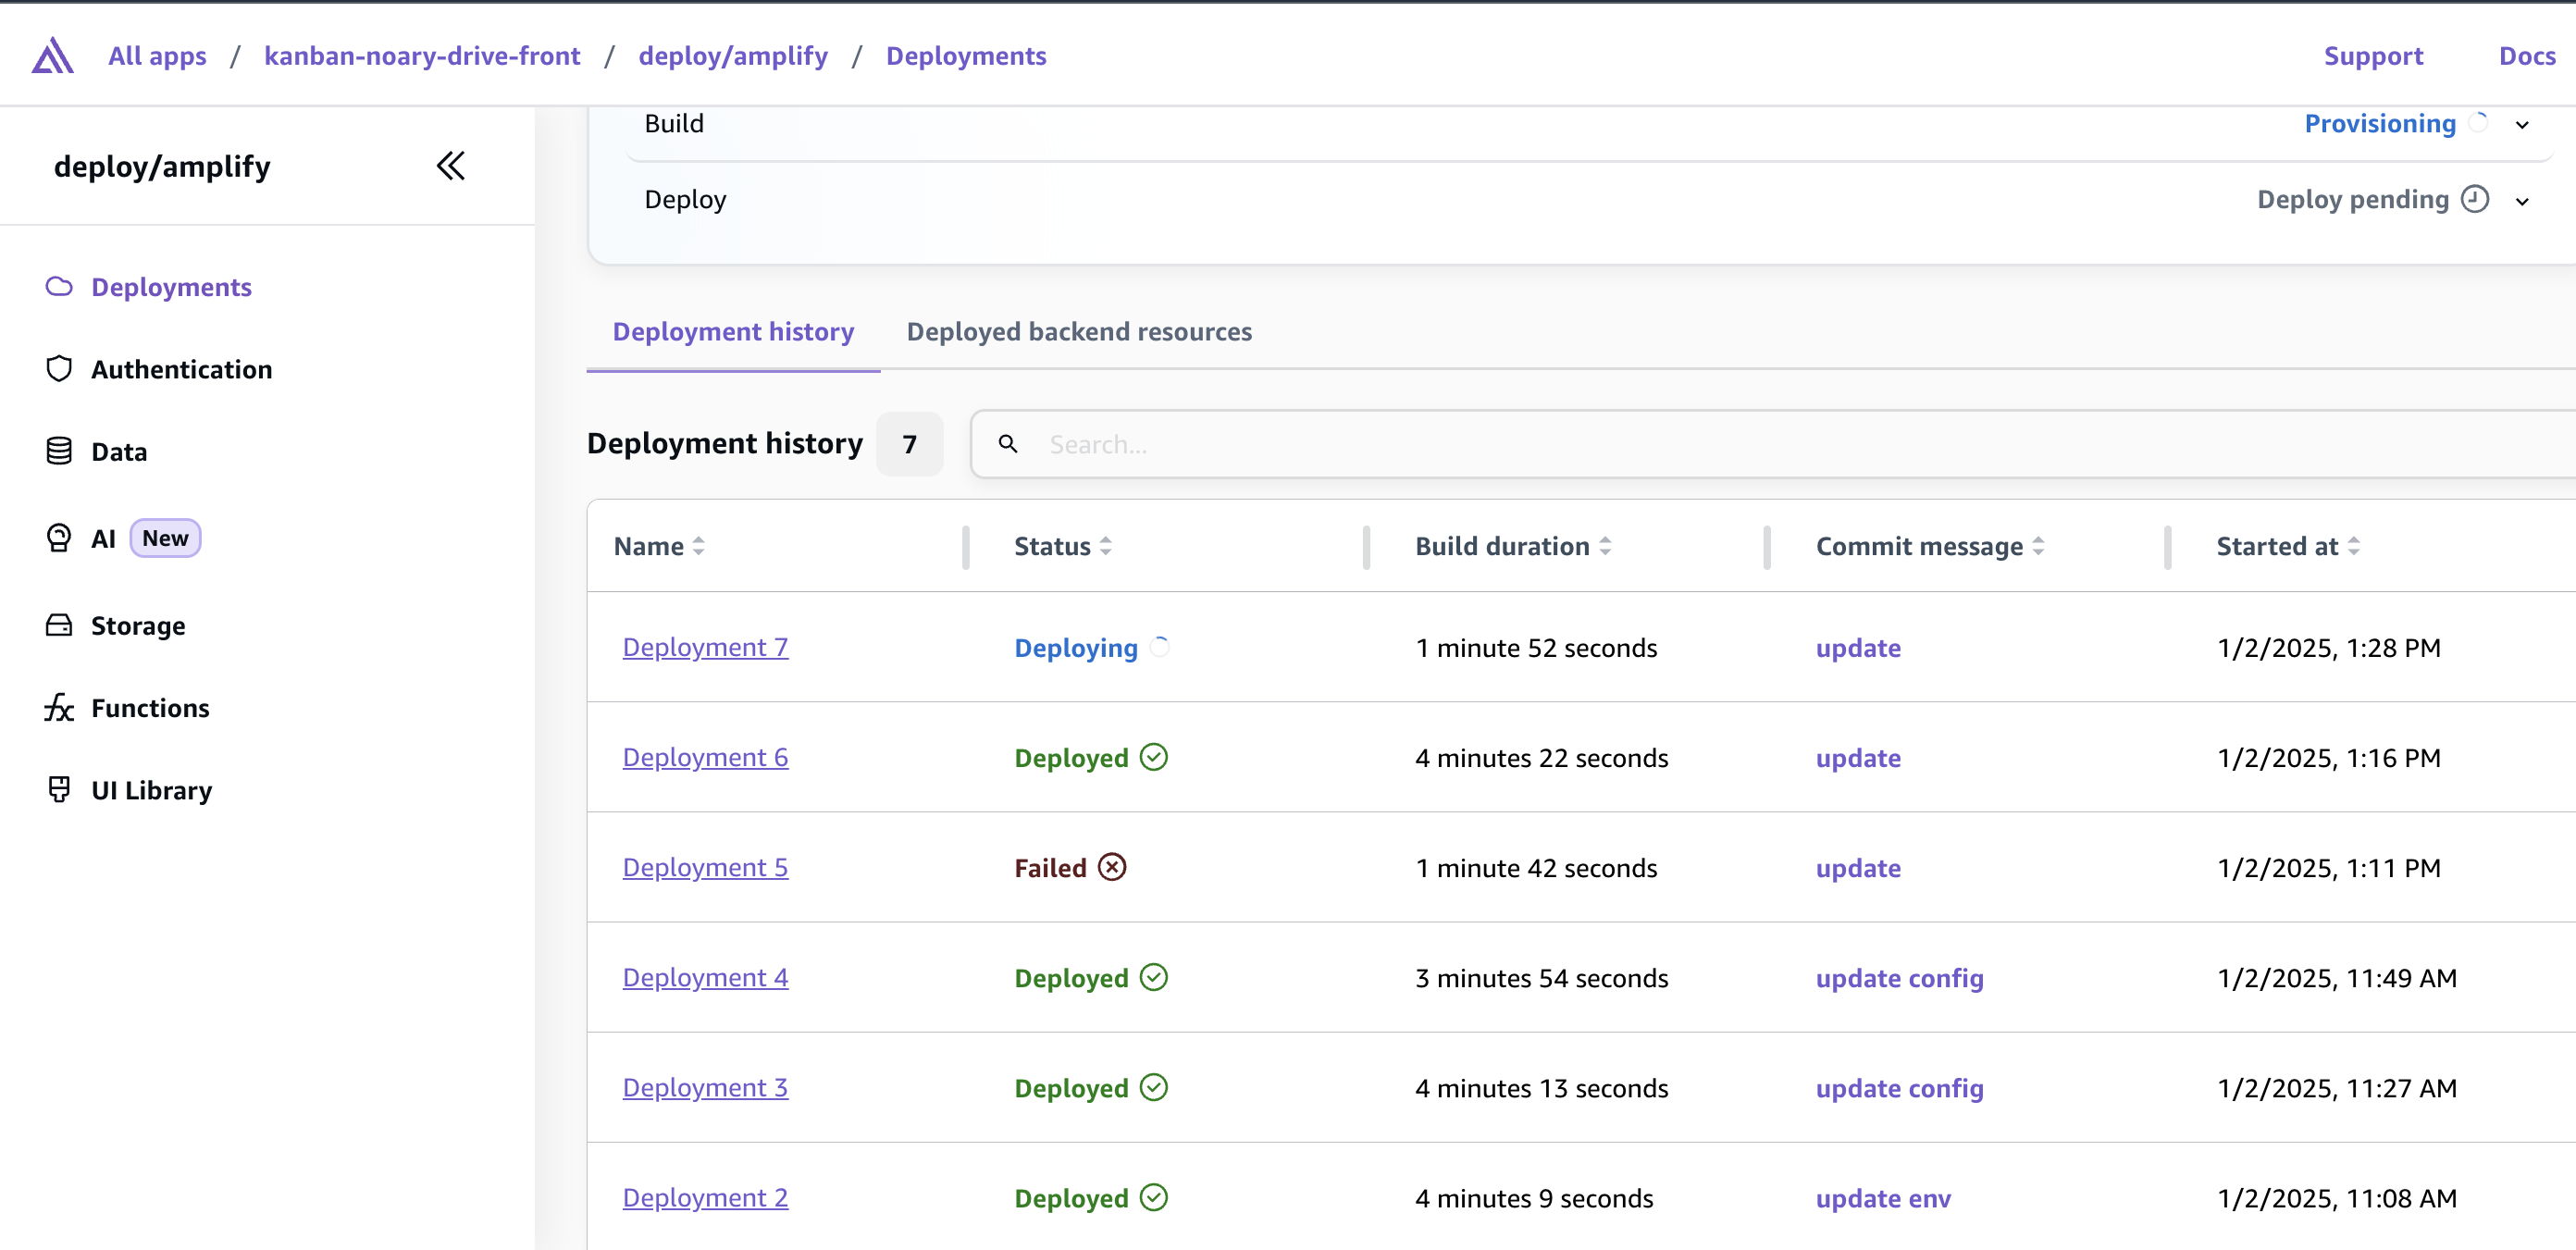 All apps / kanban-noary-drive-front / deploy/amplify / Deployments Support Docs
deploy/amplify
Deployments
Authentication
Data
AI New
Storage
Functions
UI Library
Build Provisioning
Deploy Deploy pending
Deployment history Deployed backend resources
Deployment history 7 Search...
Name Status Build duration Commit message Started at
Deployment 7 Deploying 1 minute 52 seconds update 1/2/2025, 1:28 PM
Deployment 6 Deployed 4 minutes 22 seconds update 1/2/2025, 1:16 PM
Deployment 5 Failed 1 minute 42 seconds update 1/2/2025, 1:11 PM
Deployment 4 Deployed 3 minutes 54 seconds update config 1/2/2025, 11:49 AM
Deployment 3 Deployed 4 minutes 13 seconds update config 1/2/2025, 11:27 AM
Deployment 2 Deployed 4 minutes 9 seconds update env 1/2/2025, 11:08 AM